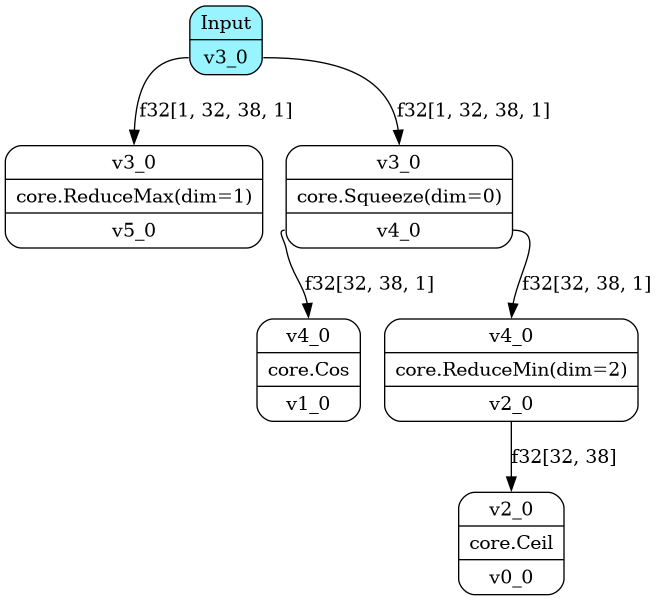 Input
v3_0
f32[1, 32, 38, 1]
f32[1, 32, 38, 1]
v3_0
core.ReduceMax(dim=1)
v5_0
v3_0
core.Squeeze(dim=0)
v4_0
f32[32, 38, 1]
f32[32, 38, 1]
v4_0
core.Cos
v1_0
v4_0
core.ReduceMin(dim=2)
v2_0
f32[32, 38]
v2_0
core.Ceil
v0_0